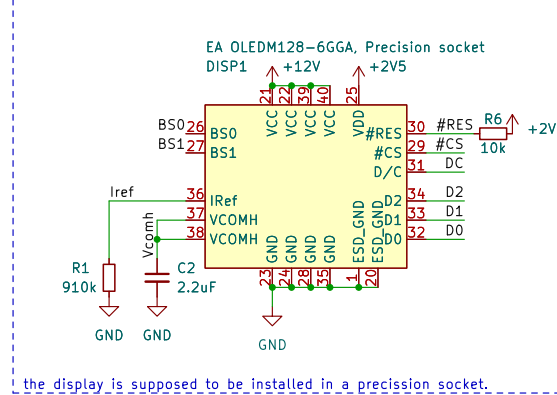 EA OLEDM128-6GGA, Precision socket
DISP1
+12V
+2V5
21
22
39
40
25
VCC
VCC
VCC
VCC
VDD
BS0
26
BS0
BS1
27
BS1
#RES
30
#RES
R6
10k
+2V
#CS
29
#CS
D/C
31
DC
Iref
36
IRef
37
VCOMH
Vcomh
38
VCOMH
D2
34
D2
D1
33
D1
D0
32
D0
GND
GND
GND
GND
ESD_GND
ESD_GND
23
24
28
35
1
20
R1
910k
C2
2.2uF
GND
GND
GND
the display is supposed to be installed in a precission socket.